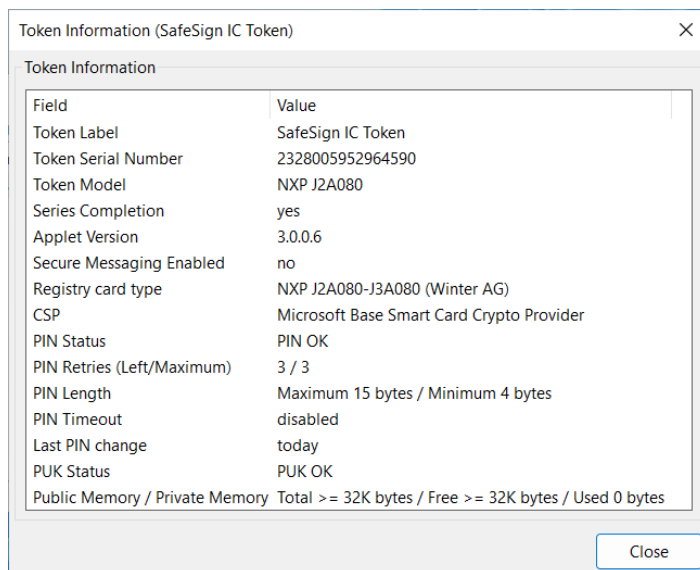 Token Information (SafeSign IC Token)
Token Information
Field Value
Token Label SafeSign IC Token
Token Serial Number 2328005952964590
Token Model NXP J2A080
Series Completion yes
Applet Version 3.0.0.6
Secure Messaging Enabled no
Registry card type NXP J2A080-J3A080 (Winter AG)
CSP Microsoft Base Smart Card Crypto Provider
PIN Status PIN OK
PIN Retries (Left/Maximum) 3 / 3
PIN Length Maximum 15 bytes / Minimum 4 bytes
PIN Timeout disabled
Last PIN change today
PUK Status PUK OK
Public Memory / Private Memory Total >= 32K bytes / Free >= 32K bytes / Used 0 bytes
Close